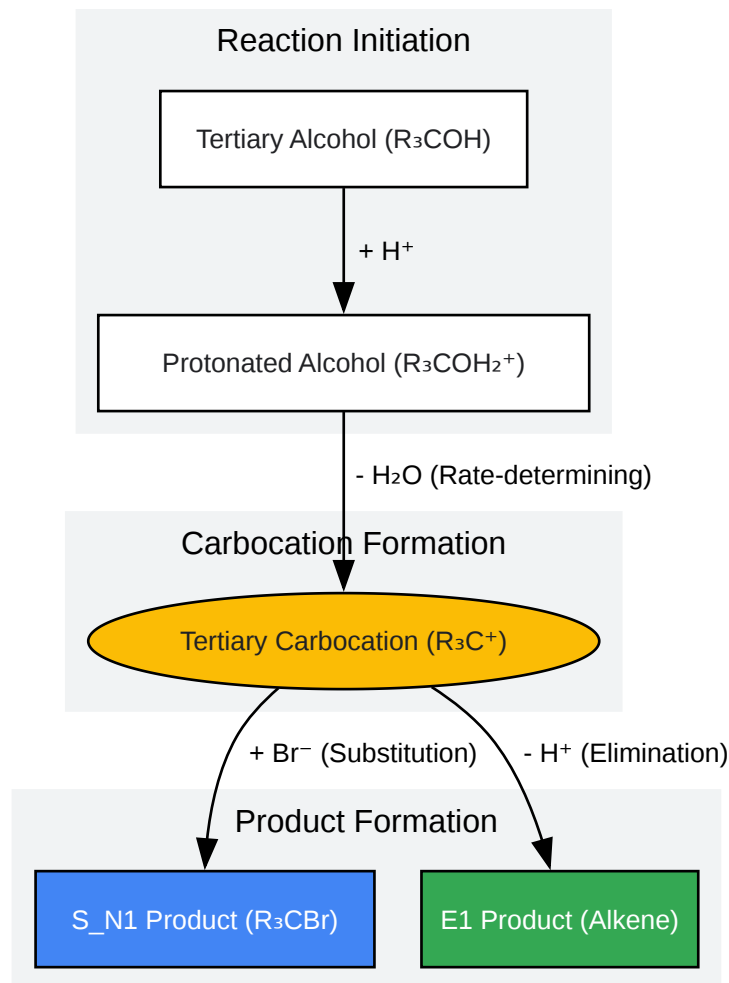 Reaction Initiation
Tertiary Alcohol (R₃COH)
+ H⁺
Protonated Alcohol (R₃COH₂⁺)
- H₂O (Rate-determining)
Carbocation Formation
Tertiary Carbocation (R₃C⁺)
+ Br⁻ (Substitution)
- H⁺ (Elimination)
Product Formation
S_N1 Product (R₃CBr)
E1 Product (Alkene)